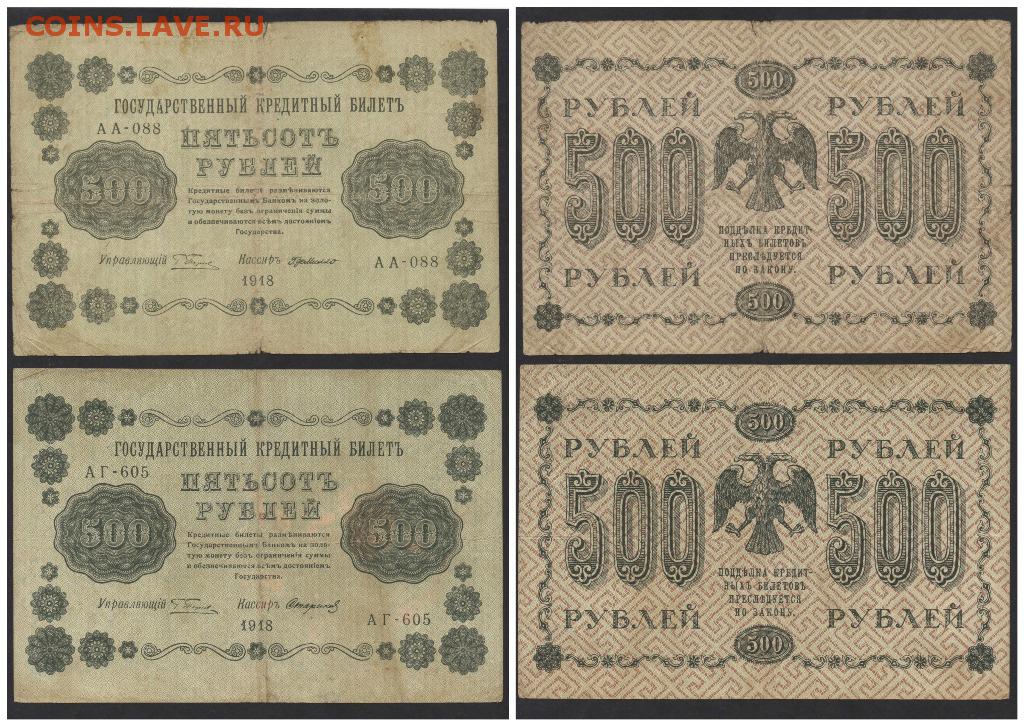 COINS.LAVE.RU
ГОСУДАРСТВЕННЫЙ КРЕДИТНЫЙ БИЛЕТЪ
АА-088
ПЯТЬСОТЪ
РУБЛЕЙ
500
500
Кредитные билеты размѣниваются
Государственнымъ Банкомъ на золо-
тую монету безъ ограниченія суммы
и обезпечиваются всѣмъ достояніемъ
Государства.
Управляющій
Кассиръ
АА-088
1918
500
РУБЛЕЙ
РУБЛЕЙ
500
500
ПОДДѢЛКА КРЕДИТ-
НЫХЪ БИЛЕТОВЪ
ПРЕСЛѢДУЕТСЯ
ПО ЗАКОНУ.
РУБЛЕЙ
РУБЛЕЙ
500
ГОСУДАРСТВЕННЫЙ КРЕДИТНЫЙ БИЛЕТЪ
АГ-605
ПЯТЬСОТЪ
РУБЛЕЙ
500
500
Кредитные билеты размѣниваются
Государственнымъ Банкомъ на золо-
тую монету безъ ограниченія суммы
и обезпечиваются всѣмъ достояніемъ
Государства.
Управляющій
Кассиръ
АГ-605
1918
500
РУБЛЕЙ
РУБЛЕЙ
500
500
ПОДДѢЛКА КРЕДИТ-
НЫХЪ БИЛЕТОВЪ
ПРЕСЛѢДУЕТСЯ
ПО ЗАКОНУ.
РУБЛЕЙ
РУБЛЕЙ
500